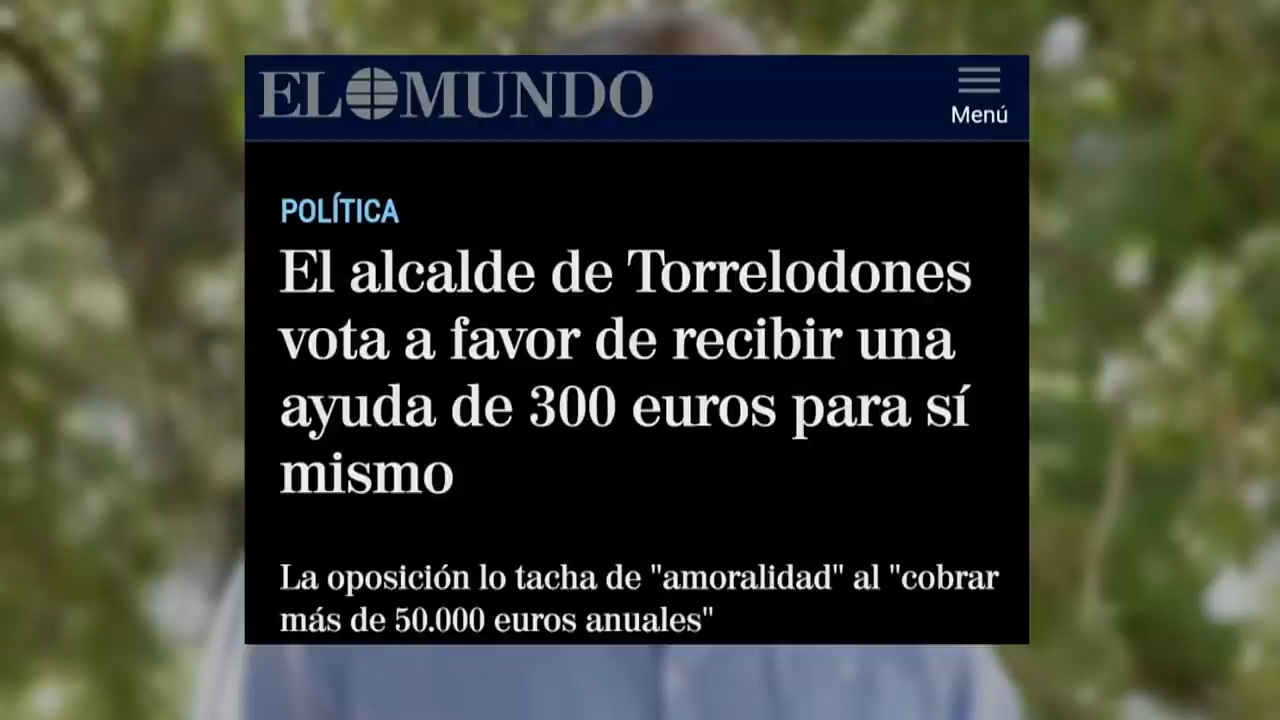 EL MUNDO
Menú
POLÍTICA
El alcalde de Torrelodones
vota a favor de recibir una
ayuda de 300 euros para sí
mismo
La oposición lo tacha de "amoralidad" al "cobrar
más de 50.000 euros anuales"